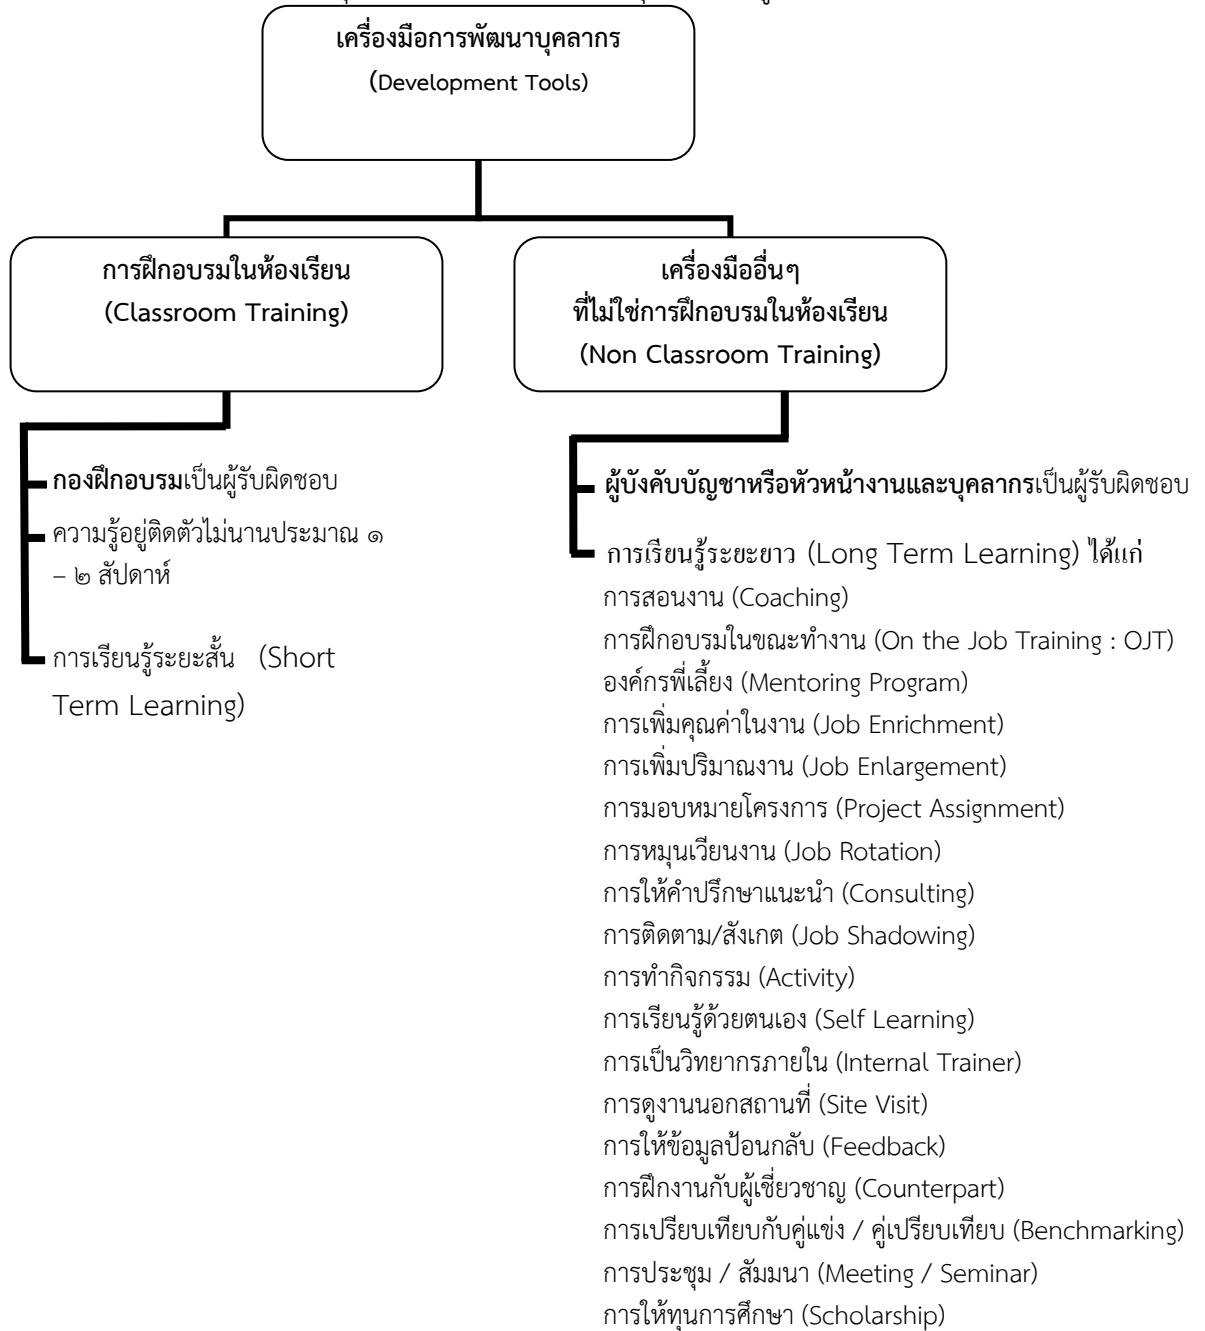 เครื่องมือการพัฒนาบุคลากร
(Development Tools)
การฝึกอบรมในห้องเรียน
(Classroom Training)
เครื่องมืออื่นๆ
ที่ไม่ใช่การฝึกอบรมในห้องเรียน
(Non Classroom Training)
กองฝึกอบรมเป็นผู้รับผิดชอบ
ความรู้อยู่ติดตัวไม่นานประมาณ ๑
– ๒ สัปดาห์
การเรียนรู้ระยะสั้น (Short
Term Learning)
ผู้บังคับบัญชาหรือหัวหน้างานและบุคลากรเป็นผู้รับผิดชอบ
การเรียนรู้ระยะยาว (Long Term Learning) ได้แก่
การสอนงาน (Coaching)
การฝึกอบรมในขณะทำงาน (On the Job Training : OJT)
องค์กรพี่เลี้ยง (Mentoring Program)
การเพิ่มคุณค่าในงาน (Job Enrichment)
การเพิ่มปริมาณงาน (Job Enlargement)
การมอบหมายโครงการ (Project Assignment)
การหมุนเวียนงาน (Job Rotation)
การให้คำปรึกษาแนะนำ (Consulting)
การติดตาม/สังเกต (Job Shadowing)
การทำกิจกรรม (Activity)
การเรียนรู้ด้วยตนเอง (Self Learning)
การเป็นวิทยากรภายใน (Internal Trainer)
การดูงานนอกสถานที่ (Site Visit)
การให้ข้อมูลป้อนกลับ (Feedback)
การฝึกงานกับผู้เชี่ยวชาญ (Counterpart)
การเปรียบเทียบกับคู่แข่ง / คู่เปรียบเทียบ (Benchmarking)
การประชุม / สัมมนา (Meeting / Seminar)
การให้ทุนการศึกษา (Scholarship)